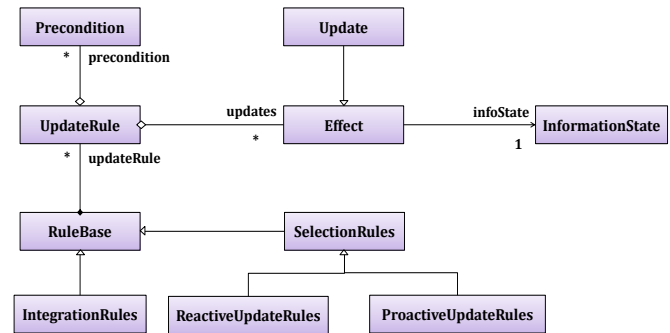 Precondition
Update
* precondition
updates
infoState
UpdateRule
Effect
InformationState
* updateRule
*
1
RuleBase
SelectionRules
IntegrationRules
ReactiveUpdateRules
ProactiveUpdateRules